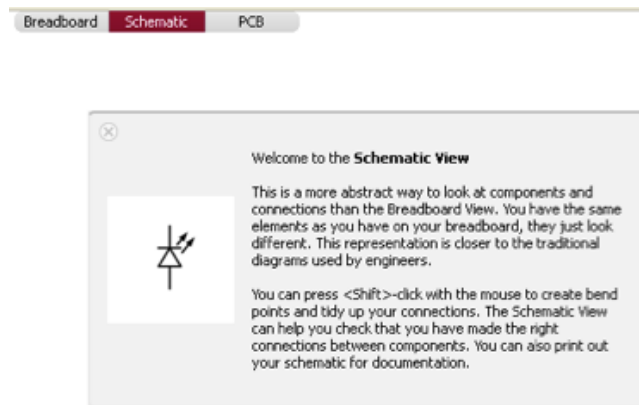 Breadboard Schematic PCB
Welcome to the Schematic View
This is a more abstract way to look at components and
connections than the Breadboard View. You have the same
elements as you have on your breadboard, they just look
different. This representation is closer to the traditional
diagrams used by engineers.
You can press <Shift>-click with the mouse to create bend
points and tidy up your connections. The Schematic View
can help you check that you have made the right
connections between components. You can also print out
your schematic for documentation.